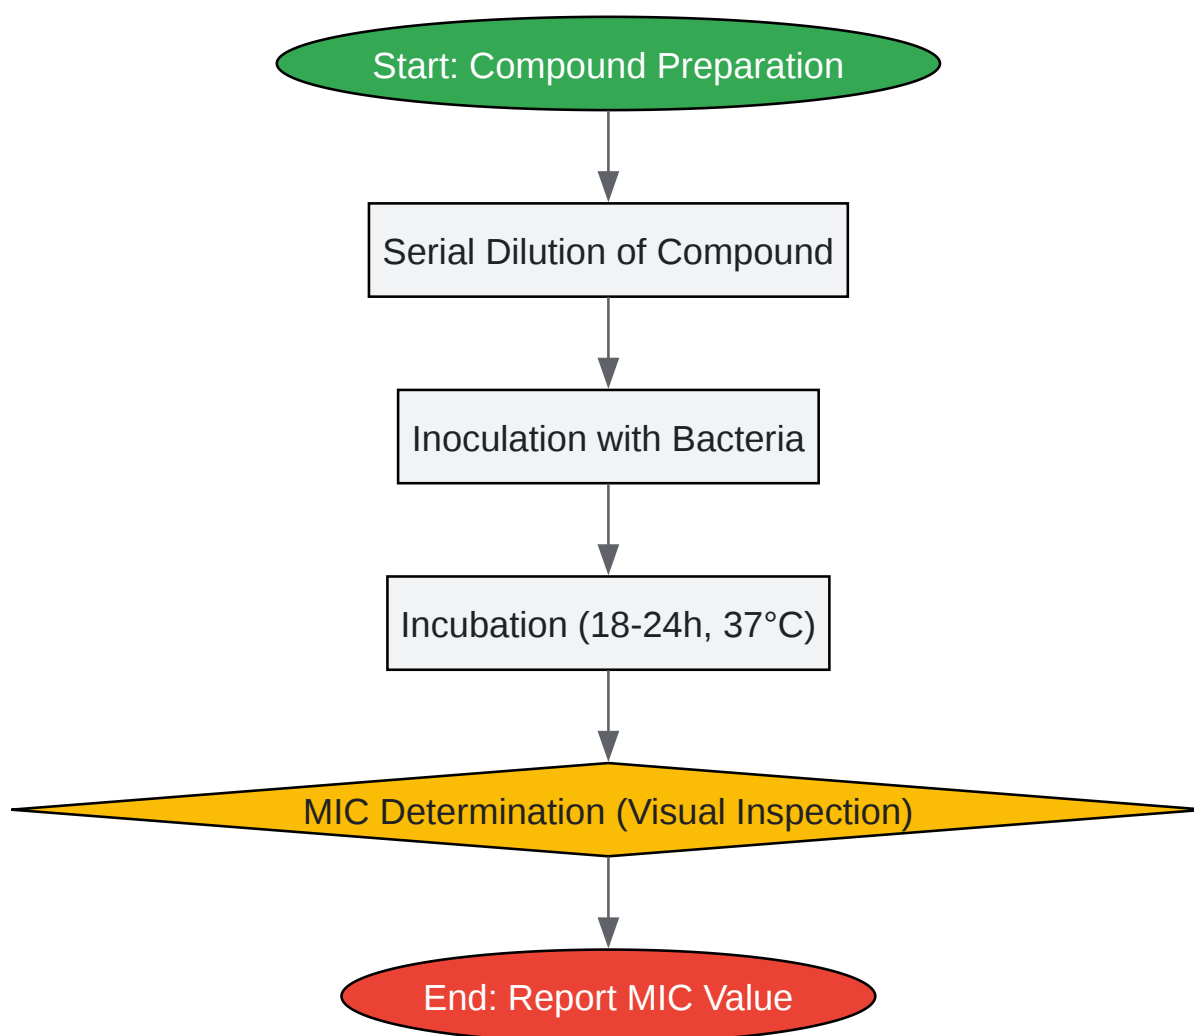 Start: Compound Preparation
Serial Dilution of Compound
Inoculation with Bacteria
Incubation (18-24h, 37°C)
MIC Determination (Visual Inspection)
End: Report MIC Value